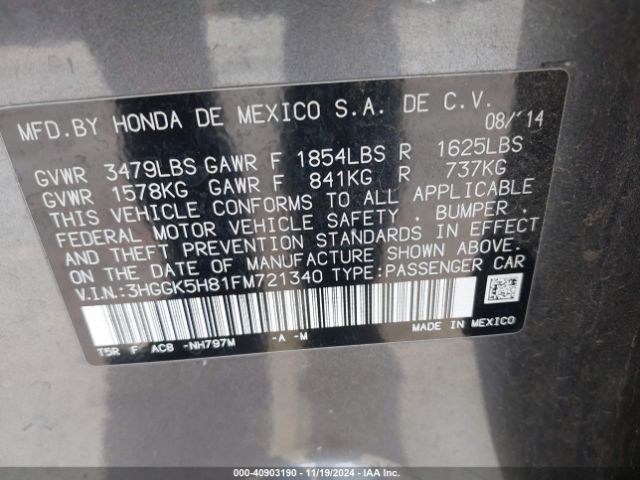 MFD.BY HONDA DE MEXICO S.A. DE C.V.
08/'14
GVWR 3479LBS GAWR F 1854LBS R 1625LBS
GVWR 1578KG GAWR F 841KG R 737KG
THIS VEHICLE CONFORMS TO ALL APPLICABLE
FEDERAL MOTOR VEHICLE SAFETY , BUMPER ,
AND THEFT PREVENTION STANDARDS IN EFFECT
ON THE DATE OF MANUFACTURE SHOWN ABOVE.
V.I.N.:3HGGK5H81FM721340 TYPE:PASSENGER CAR
T5R F ACB -NH797M -A -M
MADE IN MEXICO
000-40903190 - 11/19/2024 - IAAI.COM